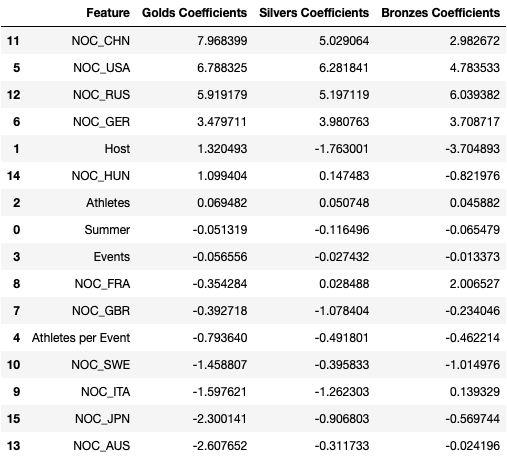 Feature Golds Coefficients Silvers Coefficients Bronzes Coefficients
11 NOC_CHN 7.968399 5.029064 2.982672
5 NOC_USA 6.788325 6.281841 4.783533
12 NOC_RUS 5.919179 5.197119 6.039382
6 NOC_GER 3.479711 3.980763 3.708717
1 Host 1.320493 -1.763001 -3.704893
14 NOC_HUN 1.099404 0.147483 -0.821976
2 Athletes 0.069482 0.050748 0.045882
0 Summer -0.051319 -0.116496 -0.065479
3 Events -0.056556 -0.027432 -0.013373
8 NOC_FRA -0.354284 0.028488 2.006527
7 NOC_GBR -0.392718 -1.078404 -0.234046
4 Athletes per Event -0.793640 -0.491801 -0.462214
10 NOC_SWE -1.458807 -0.395833 -1.014976
9 NOC_ITA -1.597621 -1.262303 0.139329
15 NOC_JPN -2.300141 -0.906803 -0.569744
13 NOC_AUS -2.607652 -0.311733 -0.024196